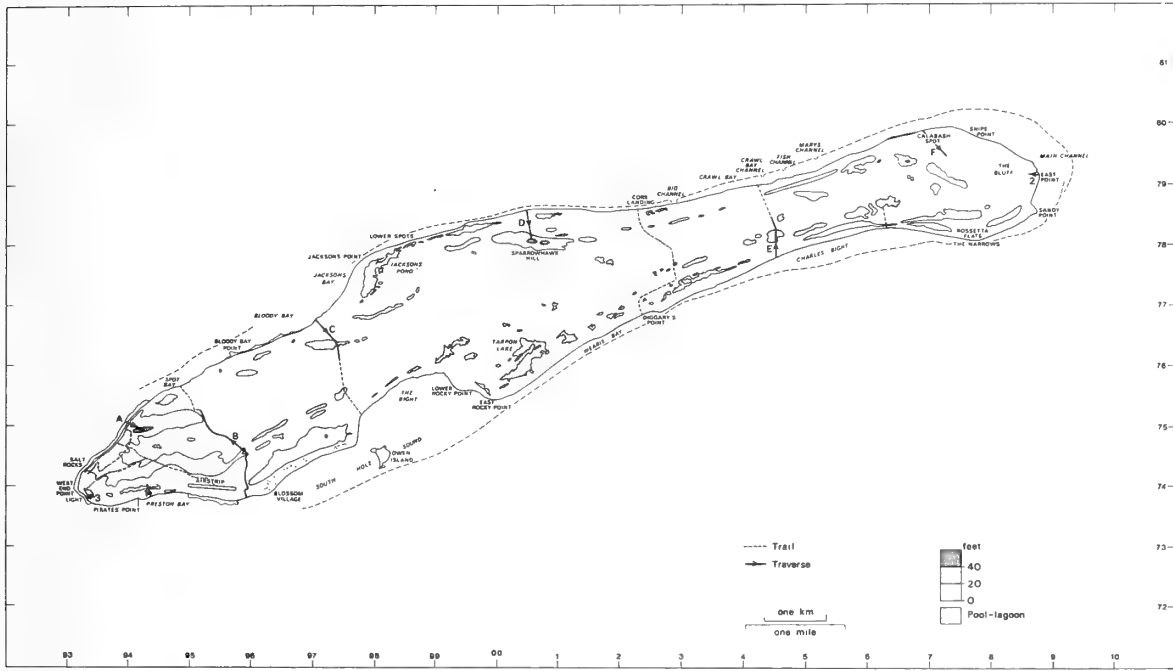 61
60
79
78
77
76
75
74
73
72
CALABASH
SPOT
SNIPE
POINT
F
THE
BLUFF
MAIN CHANNEL
2
EAST
POINT
SANDY
POINT
ROSSETTA
FLATS
THE NARROWS
MARYS
CHANNEL
FISH
CHANNEL
CRAWL
BAY
CHANNEL
CRAWL BAY
BIG
CHANNEL
CORE
LANDING
E
CHARLES BIGHT
D
SPARROWHAWK
HILL
LOWER SPOTS
JACKSONS POINT
JACKSONS
POND
JACKSONS
BAY
DIGGARY'S
POINT
WEARIS BAY
BLOODY BAY
BLOODY BAY
POINT
C
TARPON
LAKE
SPOT
BAY
THE
BIGHT
LOWER
ROCKY POINT
EAST
ROCKY POINT
A
B
SALT
ROCKS
WEST
END
POINT
LIGHT
3
AIRSTRIP
PIRATES' POINT
PRESTON BAY
BLOSSOM
VILLAGE
SOUTH HOLE SOUND
OWEN
ISLAND
Trail
Traverse
one km
one mile
feet
40
20
0
Pool-lagoon
93 94 95 96 97 98 99 00 1 2 3 4 5 6 7 8 9 10